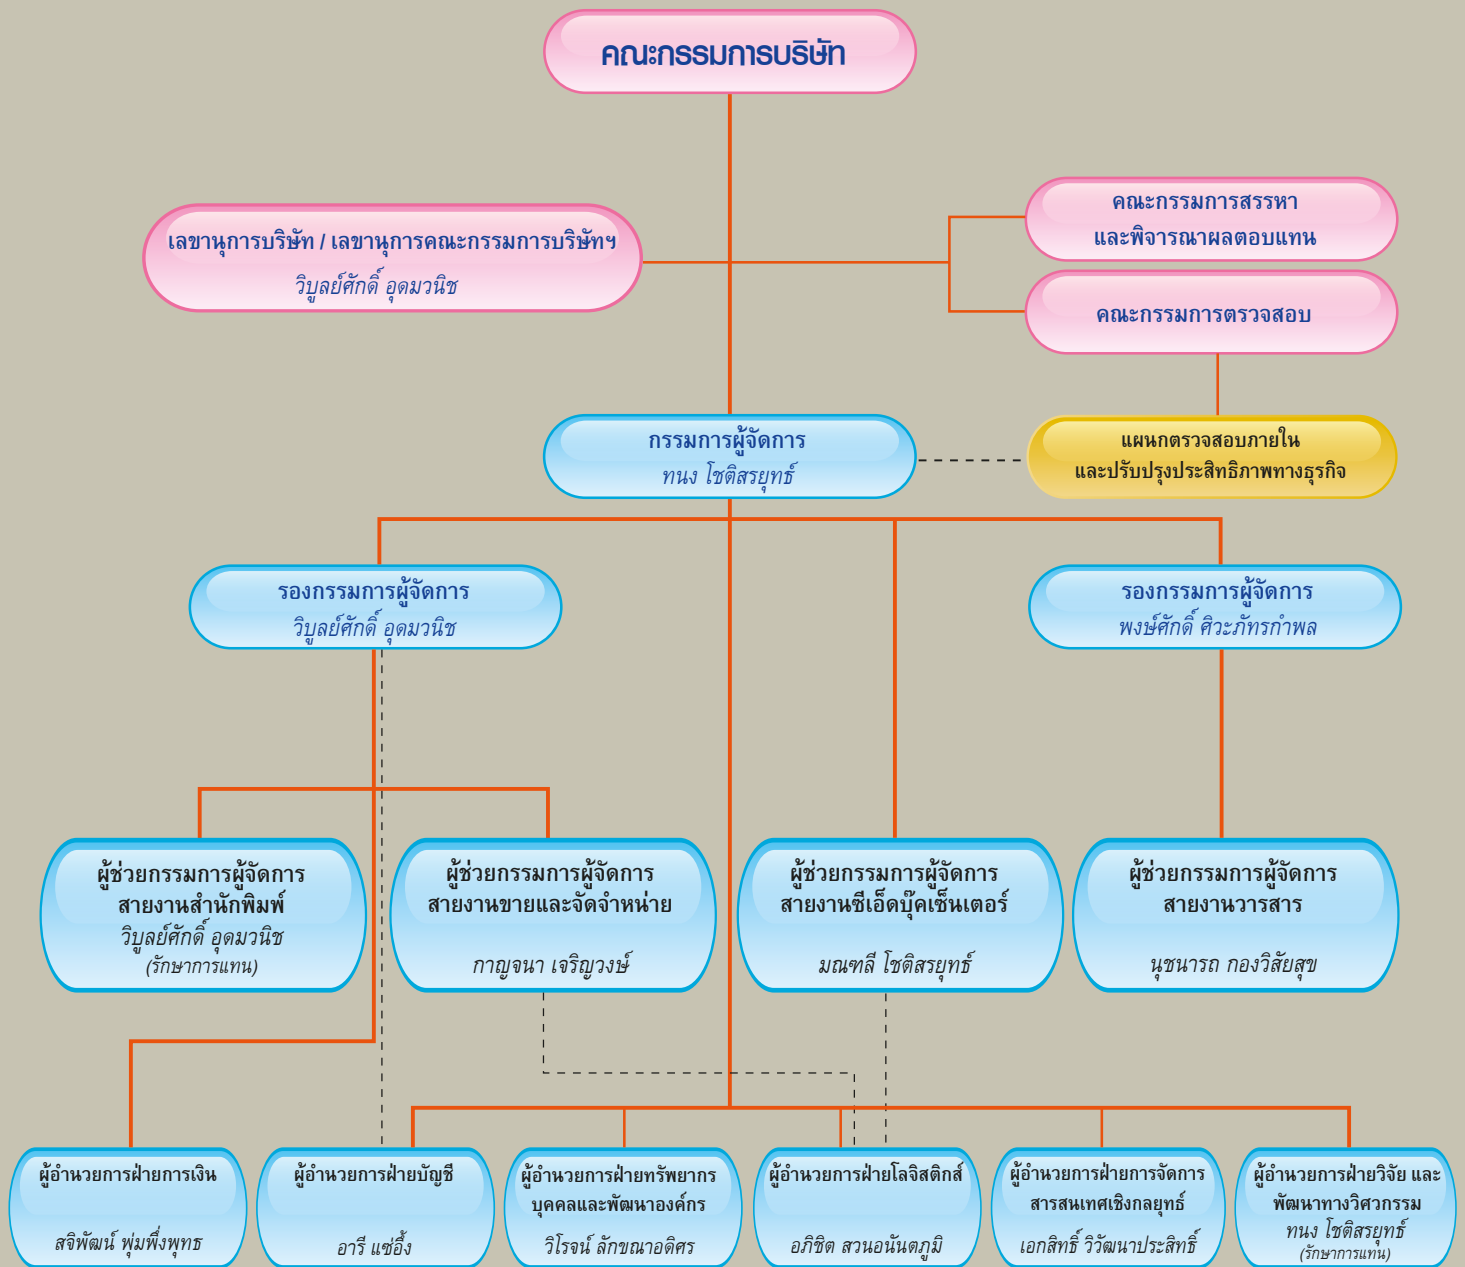 คณะกรรมการบริษัท
เลขานุการบริษัท / เลขานุการคณะกรรมการบริษัทฯ
วิบูลย์ศักดิ์ อุดมวนิช
คณะกรรมการสรรหา
และพิจารณาผลตอบแทน
คณะกรรมการตรวจสอบ
กรรมการผู้จัดการ
ทนง โชติสรยุทธ์
แผนกตรวจสอบภายใน
และปรับปรุงประสิทธิภาพทางธุรกิจ
รองกรรมการผู้จัดการ
วิบูลย์ศักดิ์ อุดมวนิช
รองกรรมการผู้จัดการ
พงษ์ศักดิ์ ศิวะภัทรกำพล
ผู้ช่วยกรรมการผู้จัดการ
สายงานสำนักพิมพ์
วิบูลย์ศักดิ์ อุดมวนิช
(รักษาการแทน)
ผู้ช่วยกรรมการผู้จัดการ
สายงานขายและจัดจำหน่าย
กาญจนา เจริญวงษ์
ผู้ช่วยกรรมการผู้จัดการ
สายงานซีเอ็ดบุ๊คเซ็นเตอร์
มณฑลี โชติสรยุทธ์
ผู้ช่วยกรรมการผู้จัดการ
สายงานวารสาร
นุชนารถ กองวิสัยสุข
ผู้อำนวยการฝ่ายการเงิน
สจิพัฒน์ พุ่มพึ่งพุทธ
ผู้อำนวยการฝ่ายบัญชี
อารี แซ่อึ้ง
ผู้อำนวยการฝ่ายทรัพยากร
บุคคลและพัฒนาองค์กร
วิโรจน์ ลักขณาอดิศร
ผู้อำนวยการฝ่ายโลจิสติกส์
อภิชิต สวนอนันตภูมิ
ผู้อำนวยการฝ่ายการจัดการ
สารสนเทศเชิงกลยุทธ์
เอกสิทธิ์ วิวัฒนาประสิทธิ์
ผู้อำนวยการฝ่ายวิจัย และ
พัฒนาทางวิศวกรรม
ทนง โชติสรยุทธ์
(รักษาการแทน)